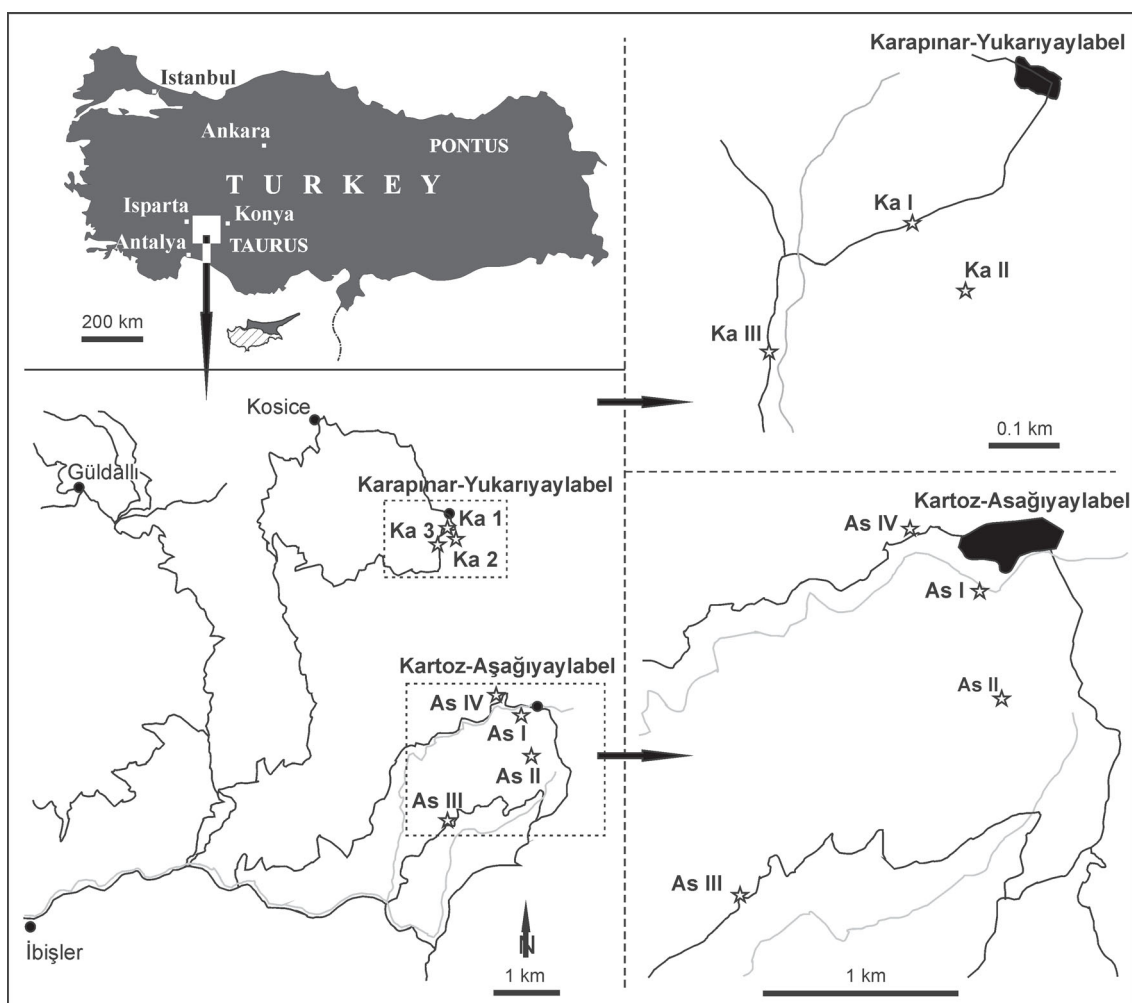 Istanbul
Ankara
PONTUS
TURKEY
Isparta
Konya
Antalya
TAURUS
200 km
Karapınar-Yukarıyaylabel
Ka I
Ka II
Ka III
0.1 km
Kosice
Güldallı
Karapınar-Yukarıyaylabel
Ka 1
Ka 3
Ka 2
Kartoz-Aşağıyaylabel
As IV
As I
As II
As III
İbişler
N
1 km
Kartoz-Asağıyaylabel
As IV
As I
As II
As III
1 km